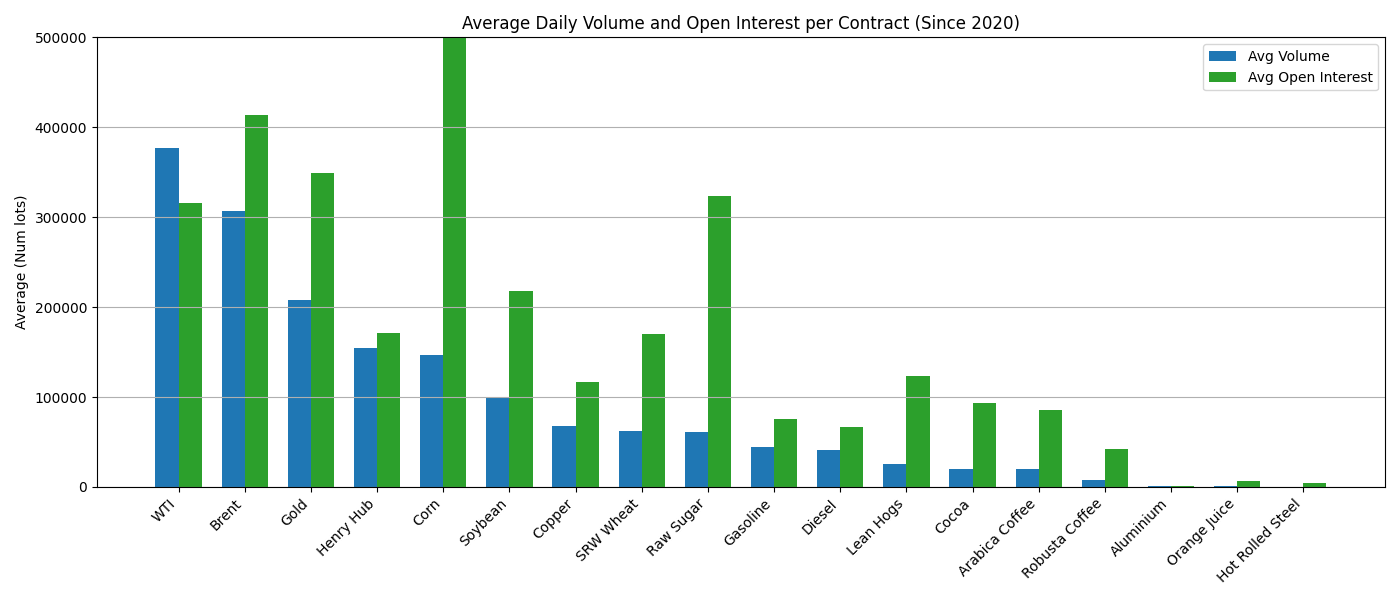 Average Daily Volume and Open Interest per Contract (Since 2020)
Avg Volume
Avg Open Interest
Average (Num lots)
500000
400000
300000
200000
100000
0
WTI
Brent
Gold
Henry Hub
Corn
Soybean
Copper
SRW Wheat
Raw Sugar
Gasoline
Diesel
Lean Hogs
Cocoa
Arabica Coffee
Robusta Coffee
Aluminium
Orange Juice
Hot Rolled Steel